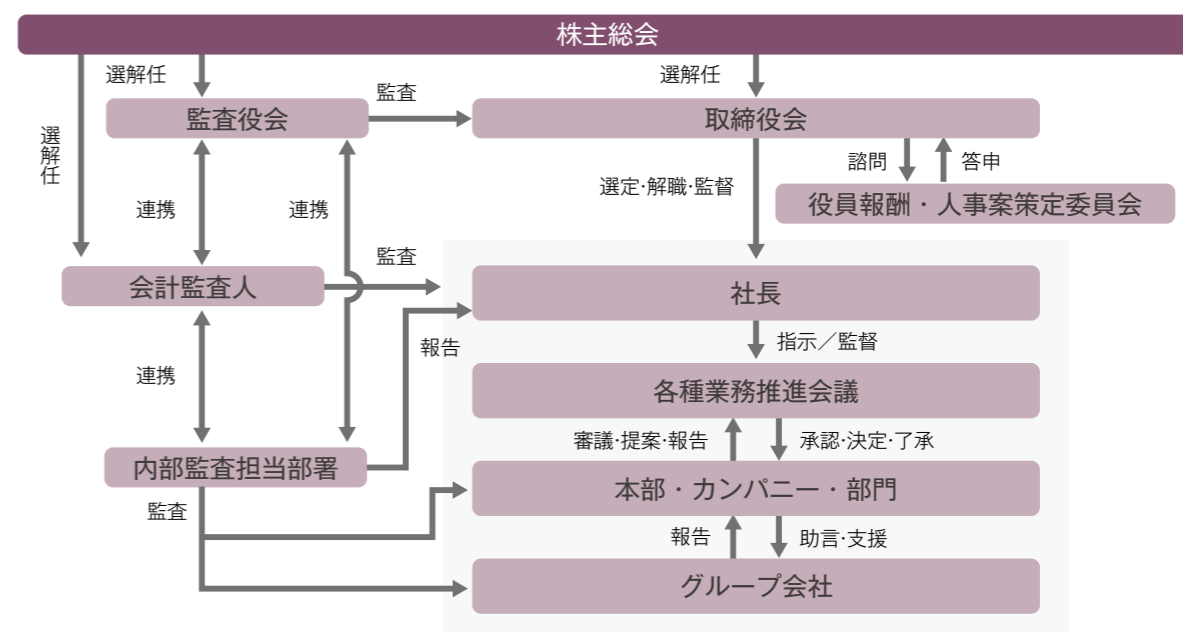 株主総会
選解任
選解任
選解任
監査役会
監査
取締役会
諮問
答申
選定・解職・監督
役員報酬・人事案策定委員会
連携
連携
会計監査人
監査
社長
報告
指示／監督
連携
各種業務推進会議
審議・提案・報告
承認・決定・了承
内部監査担当部署
本部・カンパニー・部門
監査
報告
助言・支援
グループ会社